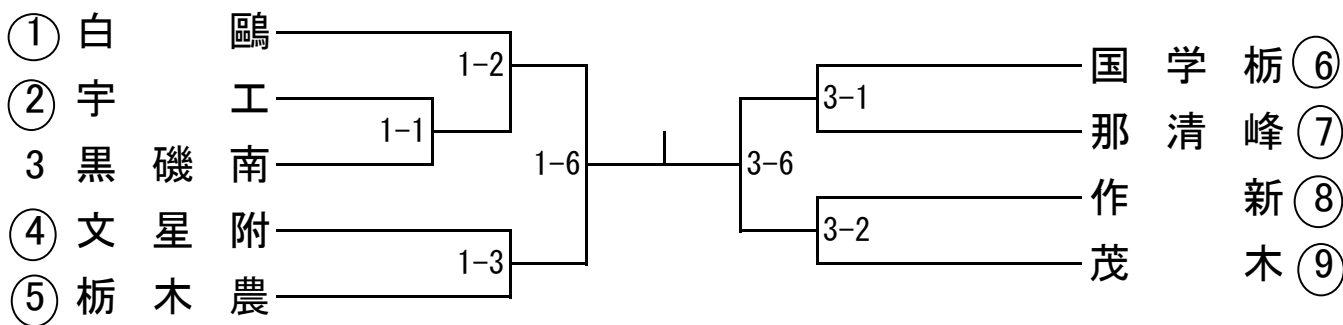 ① 白鷗
1-2
② 宇工
1-1
3 黒磯南
1-6
④ 文星附
1-3
⑤ 栃木農
国学栃 ⑥
3-1
那清峰 ⑦
3-6
作新 ⑧
3-2
茂木 ⑨